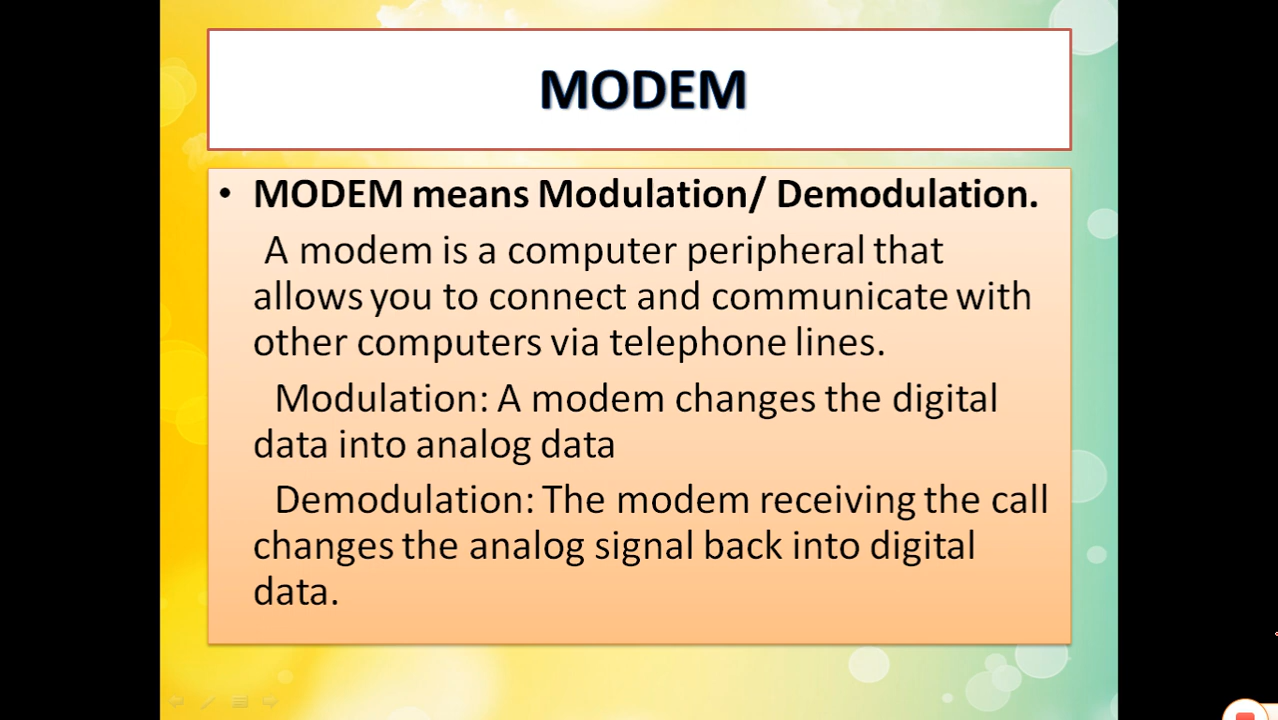 MODEM
• MODEM means Modulation/ Demodulation.
A modem is a computer peripheral that
allows you to connect and communicate with
other computers via telephone lines.
Modulation: A modem changes the digital
data into analog data
Demodulation: The modem receiving the call
changes the analog signal back into digital
data.